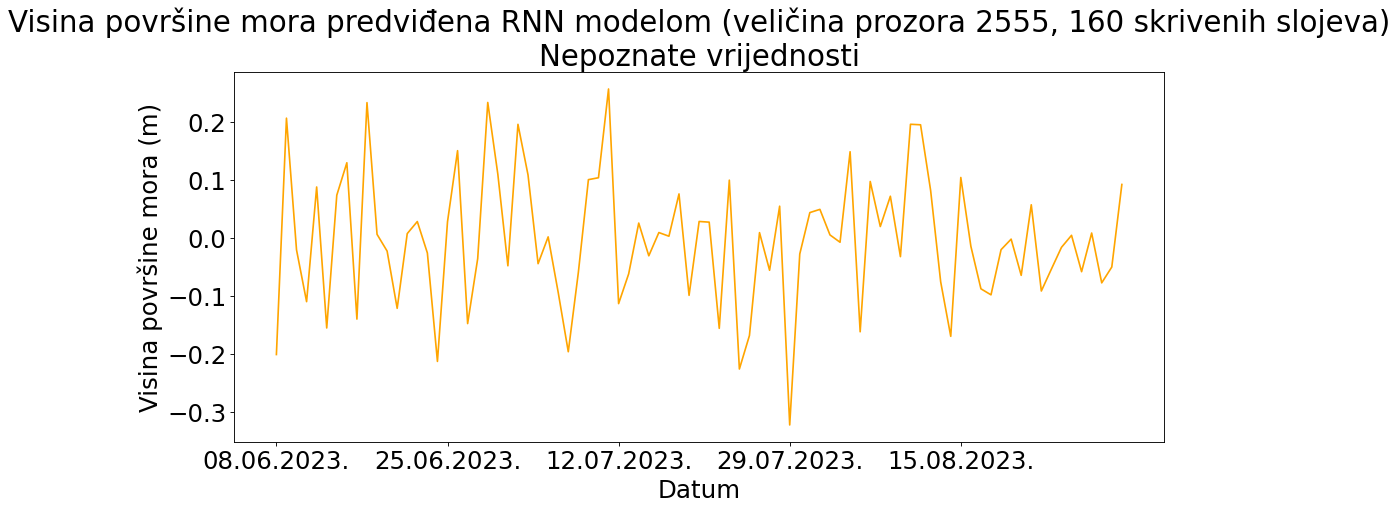 Visina površine mora predviđena RNN modelom (veličina prozora 2555, 160 skrivenih slojeva)
Nepoznate vrijednosti
Visina površine mora (m)
0.2
0.1
0.0
−0.1
−0.2
−0.3
08.06.2023. 25.06.2023. 12.07.2023. 29.07.2023. 15.08.2023.
Datum